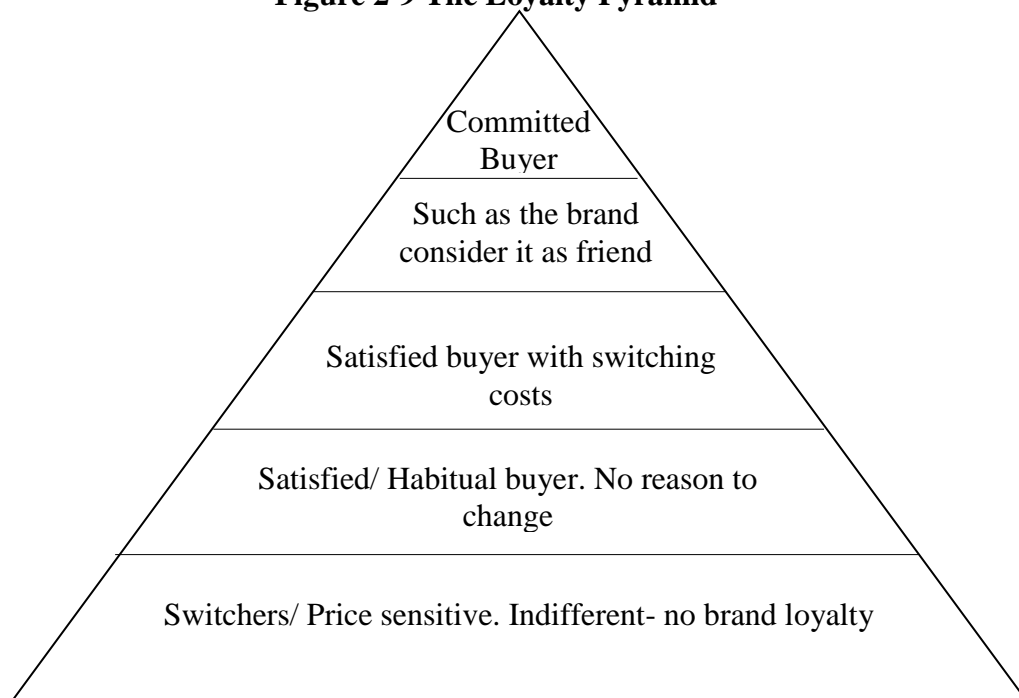 Figure 2-9 The Loyalty Pyramid
Committed
Buyer
Such as the brand
consider it as friend
Satisfied buyer with switching
costs
Satisfied/ Habitual buyer. No reason to
change
Switchers/ Price sensitive. Indifferent- no brand loyalty